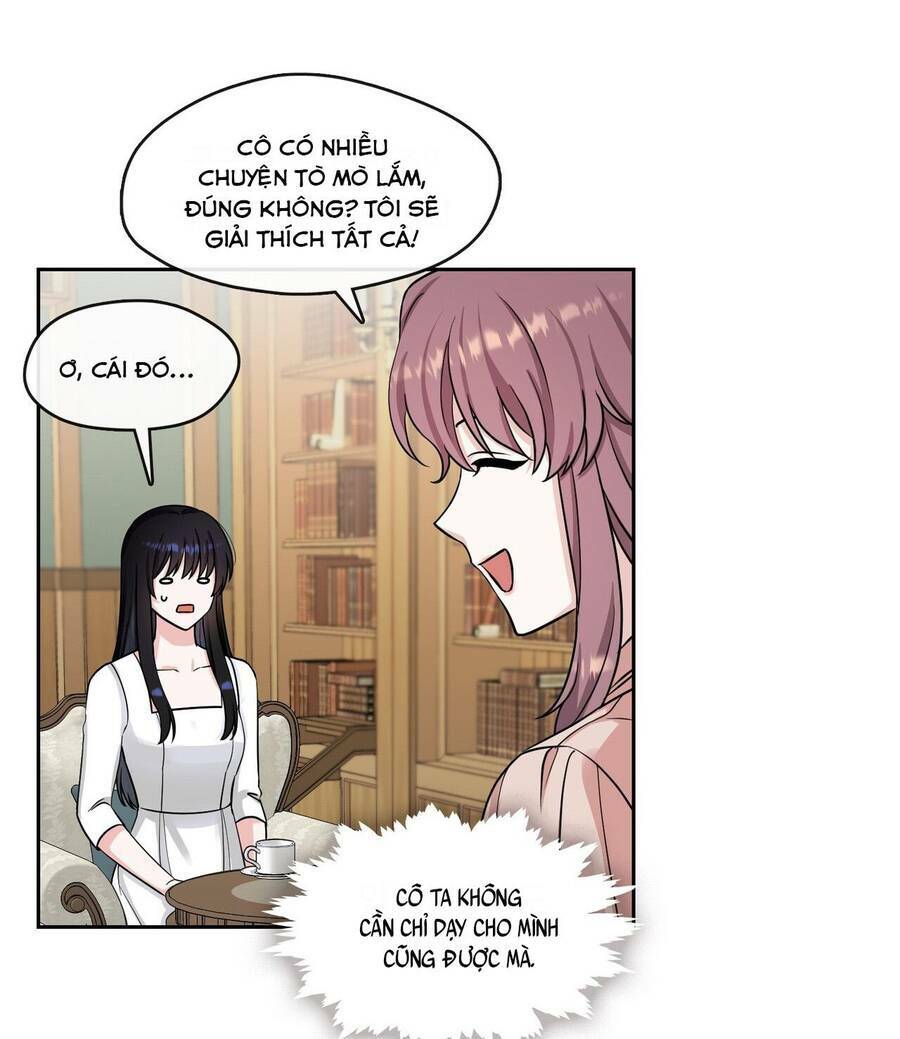 CÔ CÓ NHIỀU
CHUYỆN TÒ MÒ LẮM,
ĐÚNG KHÔNG? TÔI SẼ
GIẢI THÍCH TẤT CẢ!
Ơ, CÁI ĐÓ...
CÔ TA KHÔNG
CẦN CHỈ DẠY CHO MÌNH
CŨNG ĐƯỢC MÀ.